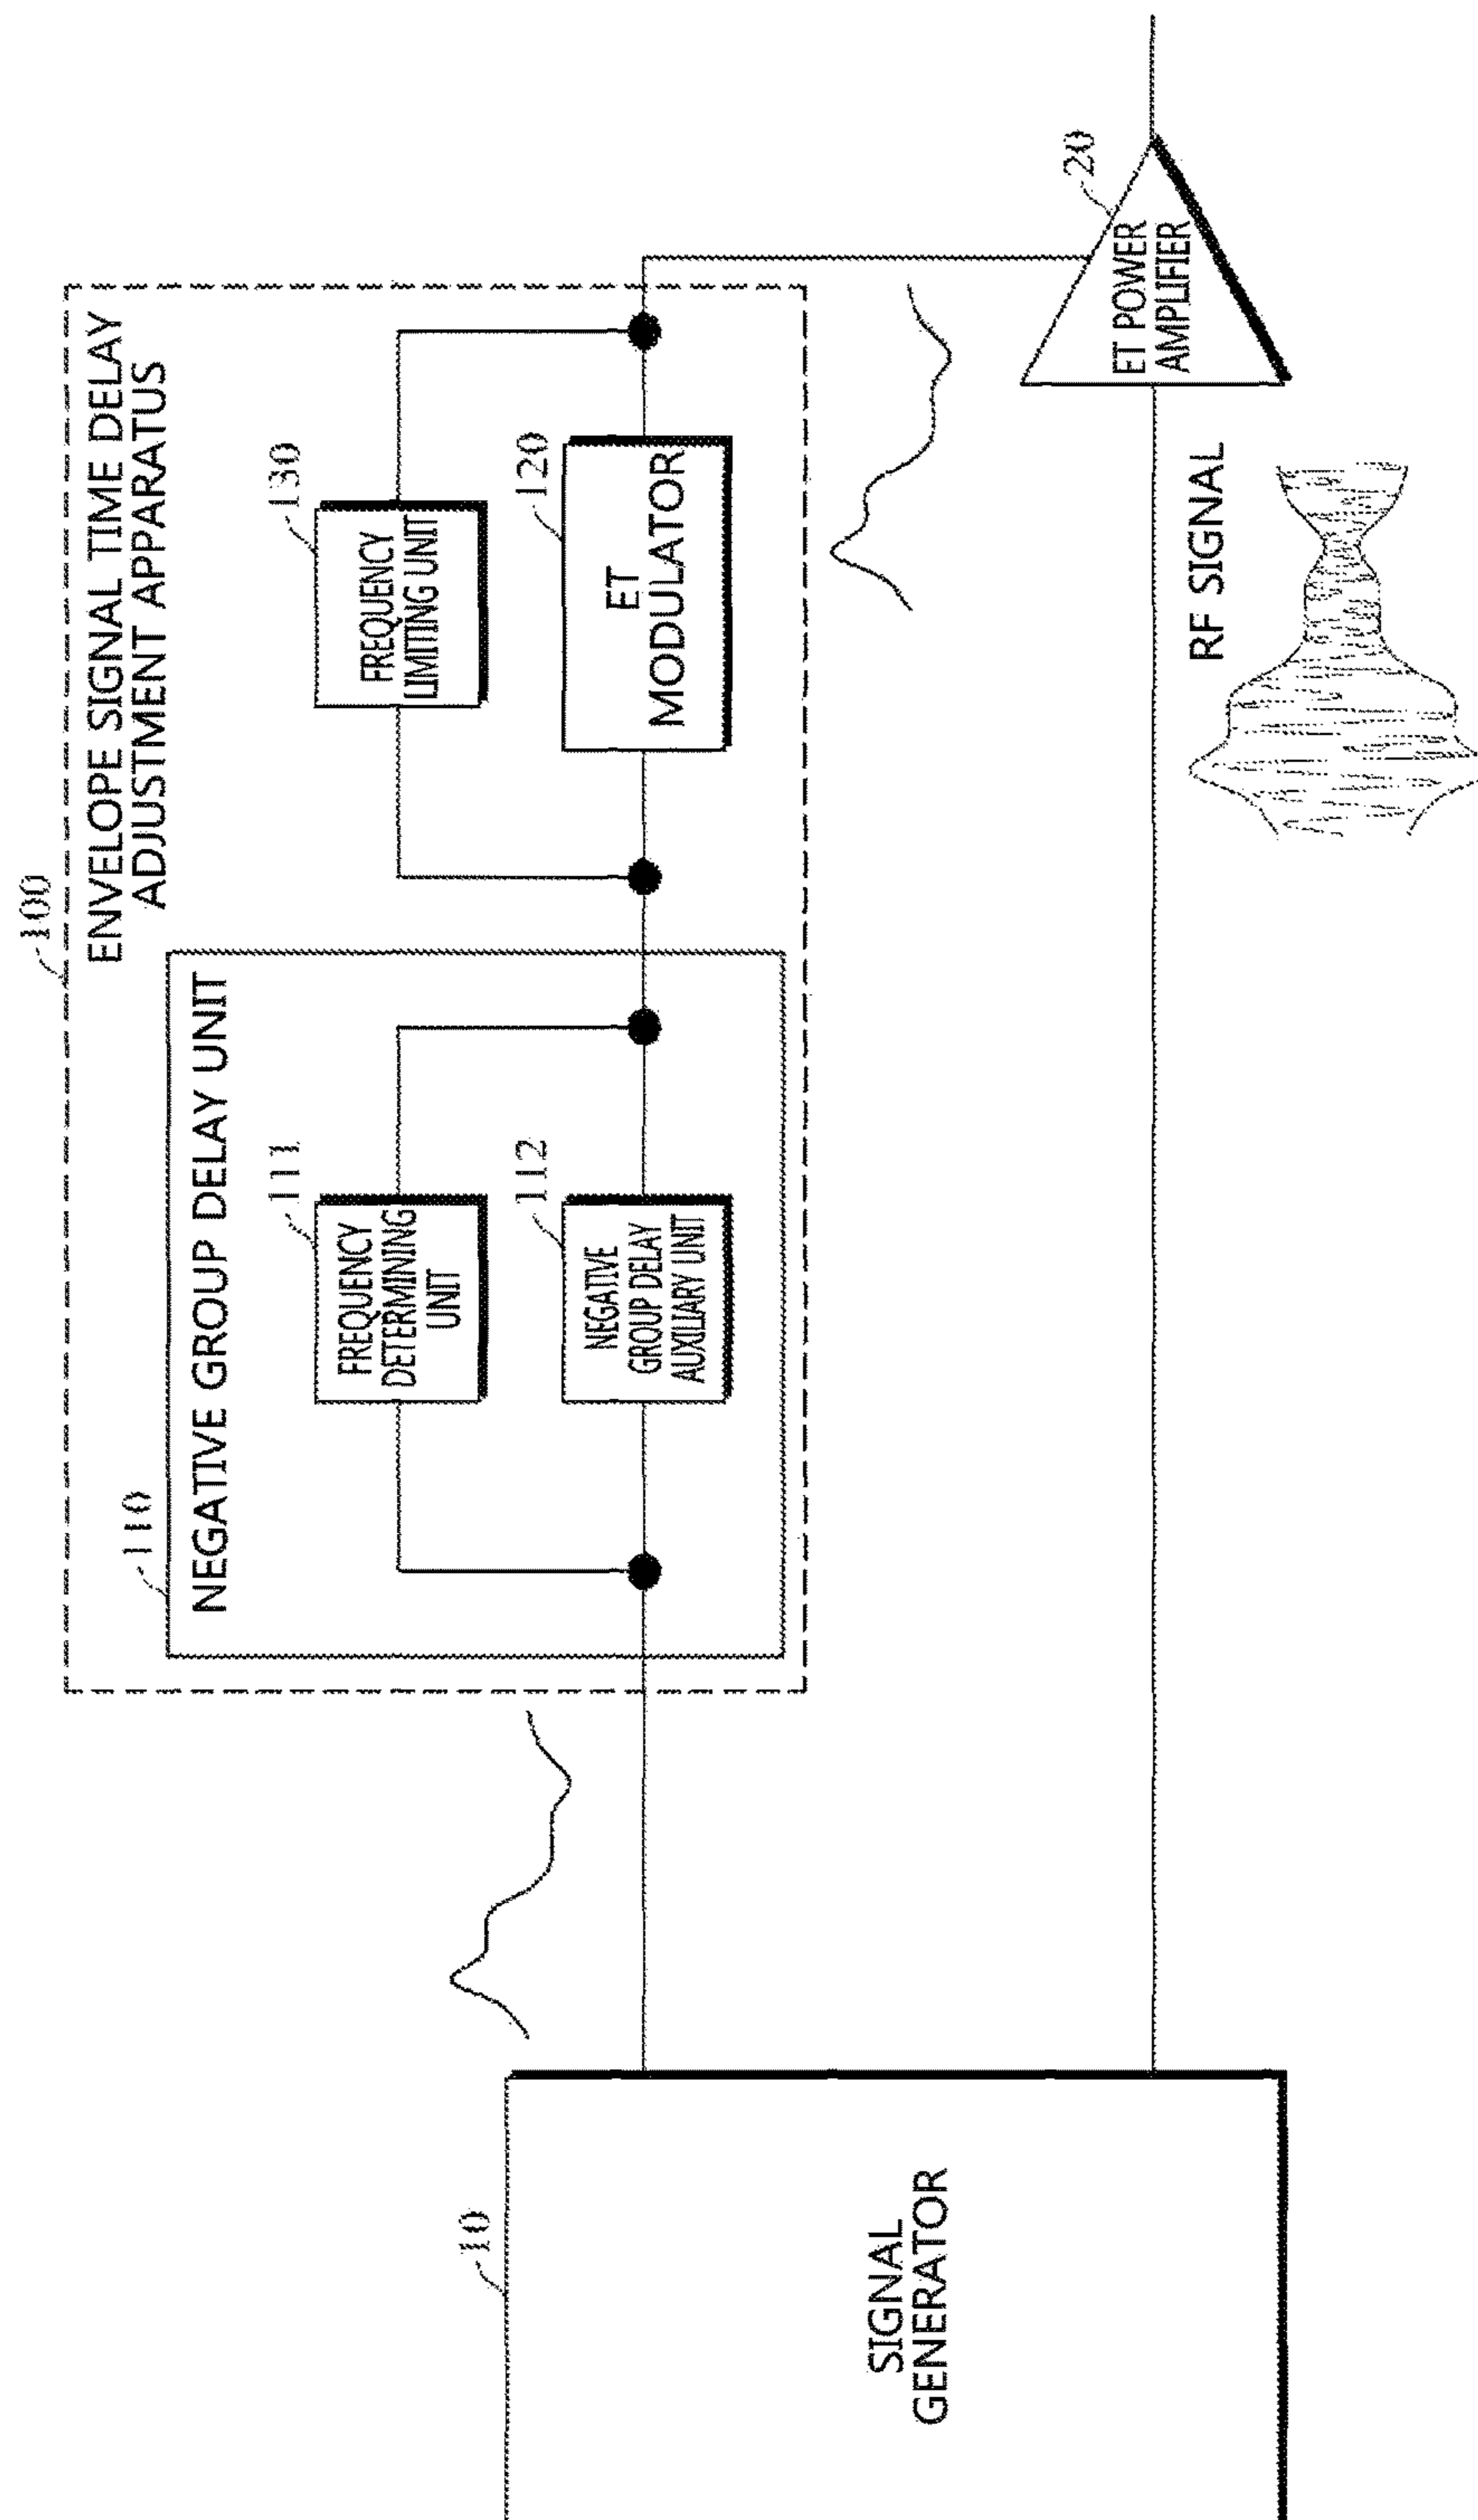 100
ENVELOPE SIGNAL TIME DELAY
ADJUSTMENT APPARATUS
110
NEGATIVE GROUP DELAY UNIT
111
FREQUENCY
DETERMINING
UNIT
130
FREQUENCY
LIMITING UNIT
112
NEGATIVE
GROUP DELAY
AUXILIARY UNIT
120
ET
MODULATOR
10
SIGNAL
GENERATOR
20
ET POWER
AMPLIFIER
RF SIGNAL